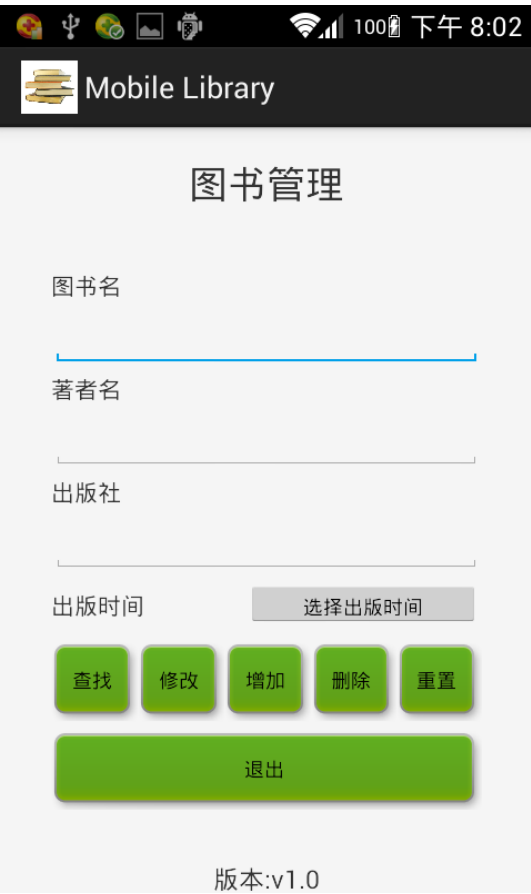 100 下午 8:02
Mobile Library
图书管理
图书名
著者名
出版社
出版时间 选择出版时间
查找 修改 增加 删除 重置
退出
版本:v1.0